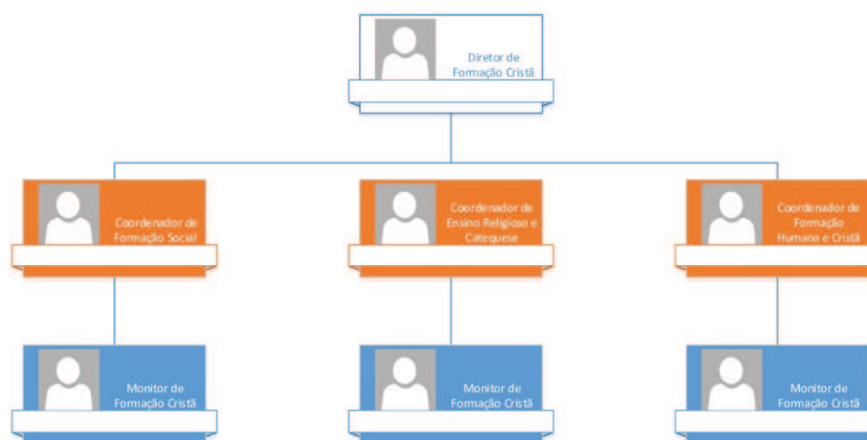 Diretor de
Formação Cristã
Coordenador de
Formação Social
Coordenador de
Ensino Religioso e
Catequese
Coordenador de
Formação
Humana e Cristã
Monitor de
Formação Cristã
Monitor de
Formação Cristã
Monitor de
Formação Cristã